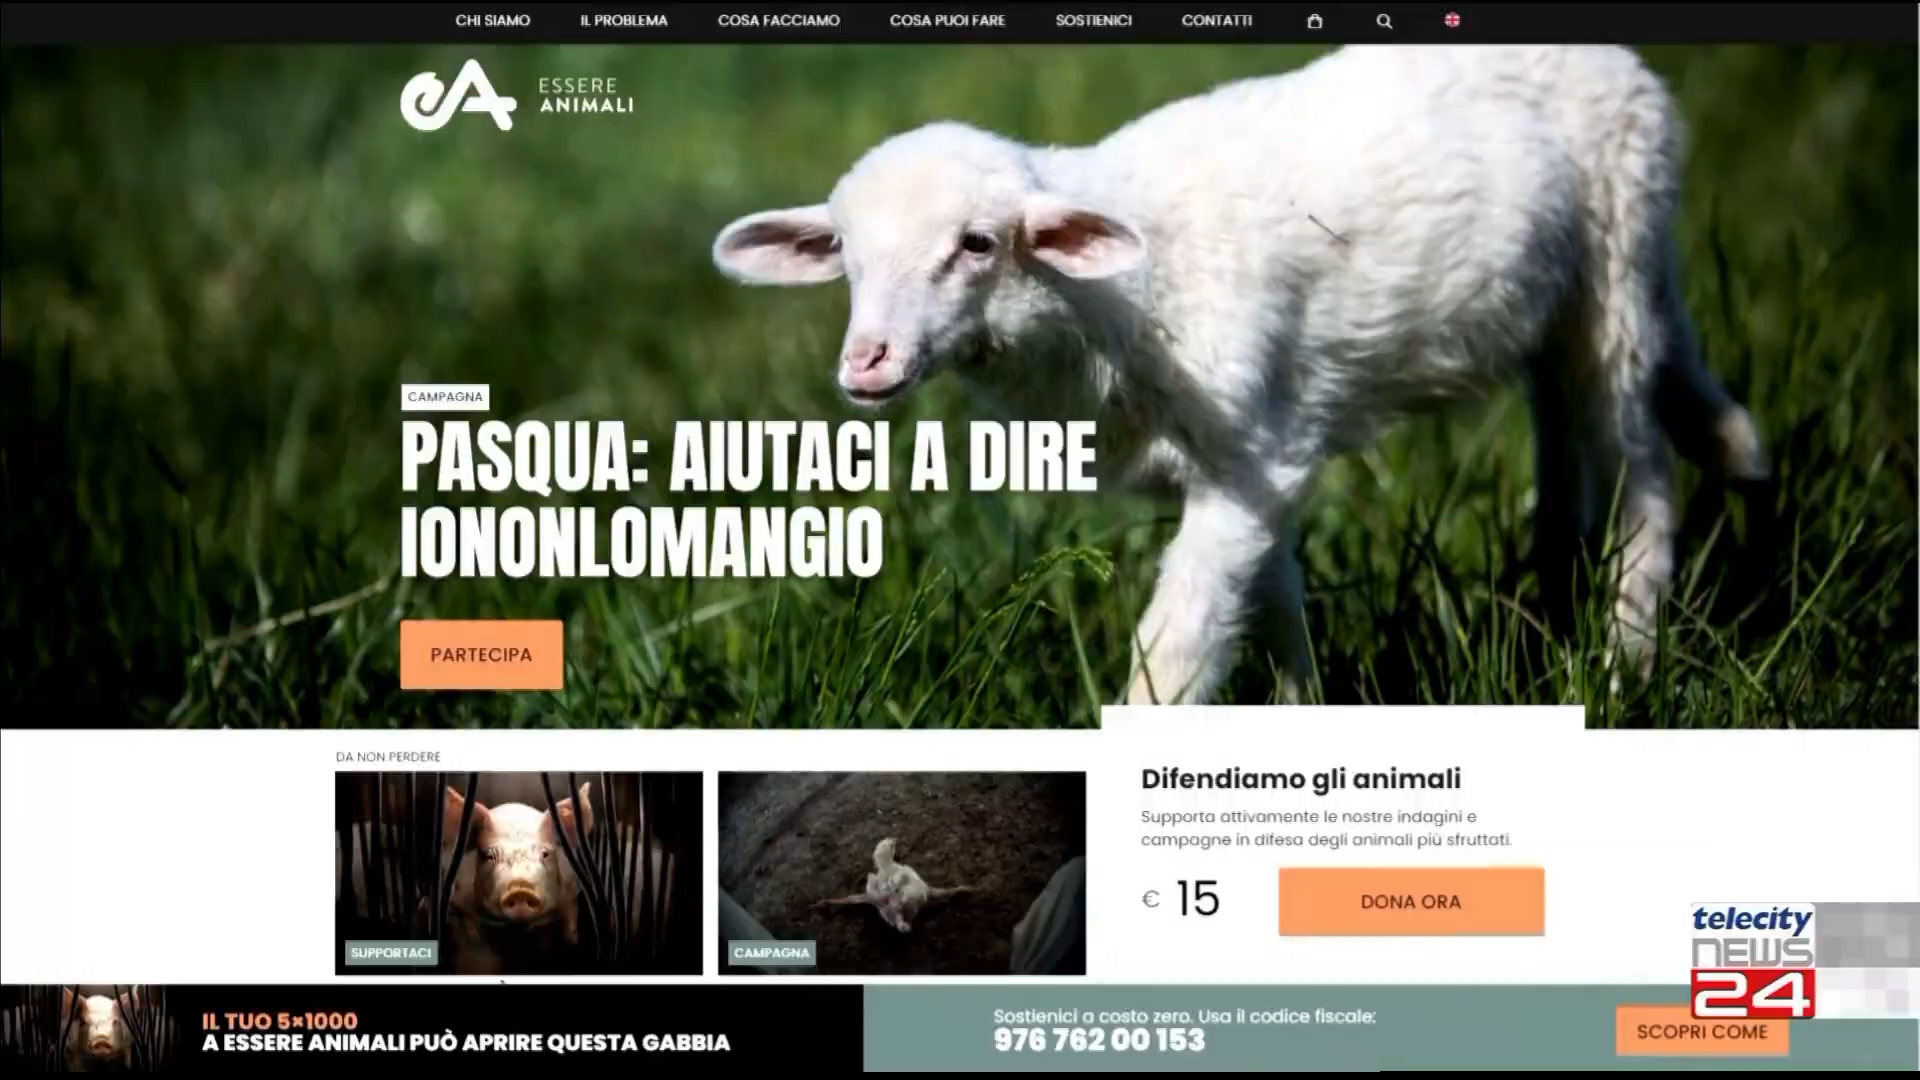 CHI SIAMO
IL PROBLEMA
COSA FACCIAMO
COSA PUOI FARE
SOSTIENICI
CONTATTI
eA
ESSERE
ANIMALI
CAMPAGNA
PASQUA: AIUTACI A DIRE
IONONLOMANGIO
PARTECIPA
DA NON PERDERE
SUPPORTACI
CAMPAGNA
Difendiamo gli animali
Supporta attivamente le nostre indagini e
campagne in difesa degli animali più sfruttati.
€ 15
DONA ORA
telecity
NEWS
24
IL TUO 5×1000
A ESSERE ANIMALI PUÒ APRIRE QUESTA GABBIA
Sostienici a costo zero. Usa il codice fiscale:
976 762 00 153
SCOPRI COME